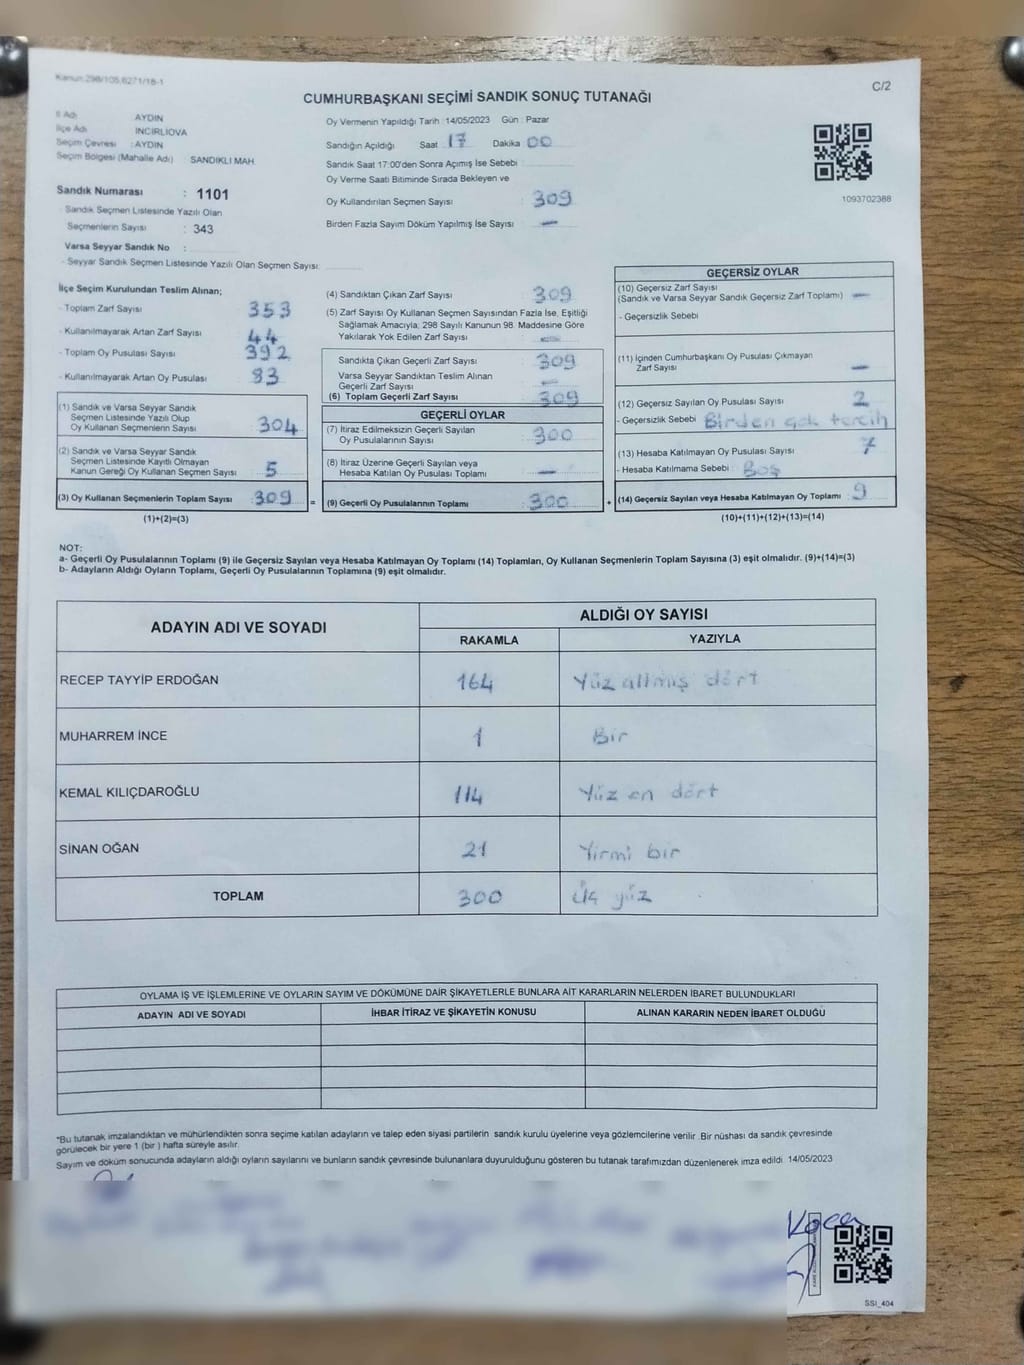 Kanun:298/105,6271/18-1
C/2
CUMHURBAŞKANI SEÇİMİ SANDIK SONUÇ TUTANAĞI
İl Adı AYDIN
İlçe Adı İNCİRLİOVA
Seçim Çevresi : AYDIN
Seçim Bölgesi (Mahalle Adı) SANDIKLI MAH
Sandık Numarası : 1101
- Sandık Seçmen Listesinde Yazılı Olan
Seçmenlerin Sayısı : 343
Varsa Seyyar Sandık No :
- Seyyar Sandık Seçmen Listesinde Yazılı Olan Seçmen Sayısı:
Oy Vermenin Yapıldığı Tarih :14/05/2023 Gün : Pazar
Sandığın Açıldığı Saat 17 Dakika 00
Sandık Saat 17:00'den Sonra Açımış İse Sebebi :
Oy Verme Saati Bitiminde Sırada Bekleyen ve
Oy Kullandırılan Seçmen Sayısı : 309
Birden Fazla Sayım Döküm Yapılmış İse Sayısı : —
1093702388
İlçe Seçim Kurulundan Teslim Alınan;
- Toplam Zarf Sayısı : 353
- Kullanılmayarak Artan Zarf Sayısı : 44
- Toplam Oy Pusulası Sayısı : 392
- Kullanılmayarak Artan Oy Pusulası : 83
(1) Sandık ve Varsa Seyyar Sandık
Seçmen Listesinde Yazılı Olup
Oy Kullanan Seçmenlerin Sayısı : 304
(2) Sandık ve Varsa Seyyar Sandık
Seçmen Listesinde Kayıtlı Olmayan
Kanun Gereği Oy Kullanan Seçmen Sayısı : 5
(3) Oy Kullanan Seçmenlerin Toplam Sayısı : 309 =
(1)+(2)=(3)
(4) Sandıktan Çıkan Zarf Sayısı : 309
(5) Zarf Sayısı Oy Kullanan Seçmen Sayısından Fazla İse, Eşitliği
Sağlamak Amacıyla, 298 Sayılı Kanunun 98. Maddesine Göre
Yakılarak Yok Edilen Zarf Sayısı : —
Sandıkta Çıkan Geçerli Zarf Sayısı : 309
Varsa Seyyar Sandıktan Teslim Alınan
Geçerli Zarf Sayısı : —
(6) Toplam Geçerli Zarf Sayısı : 309
GEÇERLİ OYLAR
(7) İtiraz Edilmeksizin Geçerli Sayılan
Oy Pusulalarının Sayısı : 300
(8) İtiraz Üzerine Geçerli Sayılan veya
Hesaba Katılan Oy Pusulası Toplamı : —
(9) Geçerli Oy Pusulalarının Toplamı : 300 +
GEÇERSİZ OYLAR
(10) Geçersiz Zarf Sayısı
(Sandık ve Varsa Seyyar Sandık Geçersiz Zarf Toplamı) : —
- Geçersizlik Sebebi
(11) İçinden Cumhurbaşkanı Oy Pusulası Çıkmayan
Zarf Sayısı : —
(12) Geçersiz Sayılan Oy Pusulası Sayısı : 2
- Geçersizlik Sebebi Birden çok tercih
(13) Hesaba Katılmayan Oy Pusulası Sayısı : 7
- Hesaba Katılmama Sebebi : Boş
(14) Geçersiz Sayılan veya Hesaba Katılmayan Oy Toplamı : 9
(10)+(11)+(12)+(13)=(14)
NOT:
a- Geçerli Oy Pusulalarının Toplamı (9) ile Geçersiz Sayılan veya Hesaba Katılmayan Oy Toplamı (14) Toplamları, Oy Kullanan Seçmenlerin Toplam Sayısına (3) eşit olmalıdır. (9)+(14)=(3)
b- Adayların Aldığı Oyların Toplamı, Geçerli Oy Pusulalarının Toplamına (9) eşit olmalıdır.
ADAYIN ADI VE SOYADI ALDIĞI OY SAYISI
RAKAMLA YAZIYLA
RECEP TAYYİP ERDOĞAN 164 Yüz altmış dört
MUHARREM İNCE 1 Bir
KEMAL KILIÇDAROĞLU 114 Yüz on dört
SİNAN OĞAN 21 Yirmi bir
TOPLAM 300 Üç yüz
OYLAMA İŞ VE İŞLEMLERİNE VE OYLARIN SAYIM VE DÖKÜMÜNE DAİR ŞİKAYETLERLE BUNLARA AİT KARARLARIN NELERDEN İBARET BULUNDUKLARI
ADAYIN ADI VE SOYADI İHBAR İTİRAZ VE ŞİKAYETİN KONUSU ALINAN KARARIN NEDEN İBARET OLDUĞU
*Bu tutanak imzalandıktan ve mühürlendikten sonra seçime katılan adayların ve talep eden siyasi partilerin sandık kurulu üyelerine veya gözlemcilerine verilir .Bir nüshası da sandık çevresinde
görülecek bir yere 1 (bir ) hafta süreyle asılır.
Sayım ve döküm sonucunda adayların aldığı oyların sayılarını ve bunların sandık çevresinde bulunanlara duyurulduğunu gösteren bu tutanak tarafımızdan düzenlenerek imza edildi 14/05/2023
Koca
SSI_404